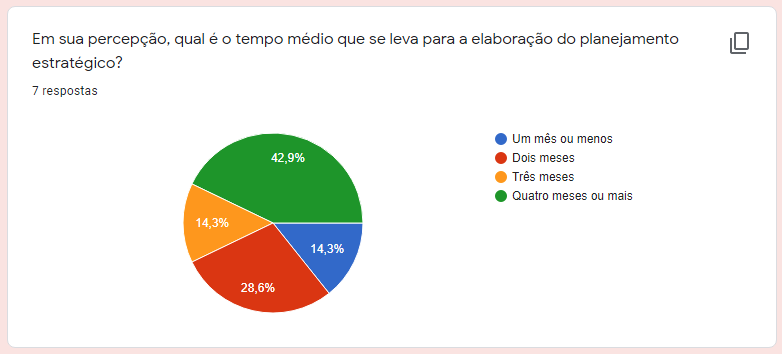 Em sua percepção, qual é o tempo médio que se leva para a elaboração do planejamento
estratégico?
7 respostas
42,9%
14,3%
14,3%
28,6%
Um mês ou menos
Dois meses
Três meses
Quatro meses ou mais